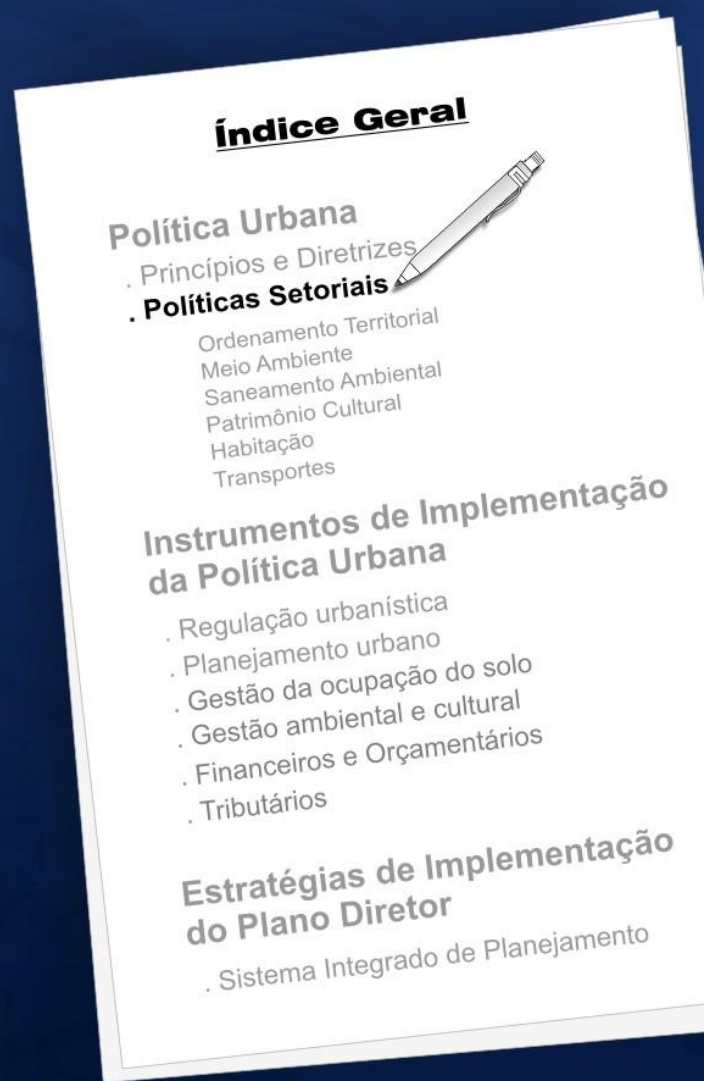 Índice Geral
Política Urbana
. Princípios e Diretrizes
. Políticas Setoriais
Ordenamento Territorial
Meio Ambiente
Saneamento Ambiental
Patrimônio Cultural
Habitação
Transportes
Instrumentos de Implementação
da Política Urbana
. Regulação urbanística
. Planejamento urbano
. Gestão da ocupação do solo
. Gestão ambiental e cultural
. Financeiros e Orçamentários
. Tributários
Estratégias de Implementação
do Plano Diretor
. Sistema Integrado de Planejamento